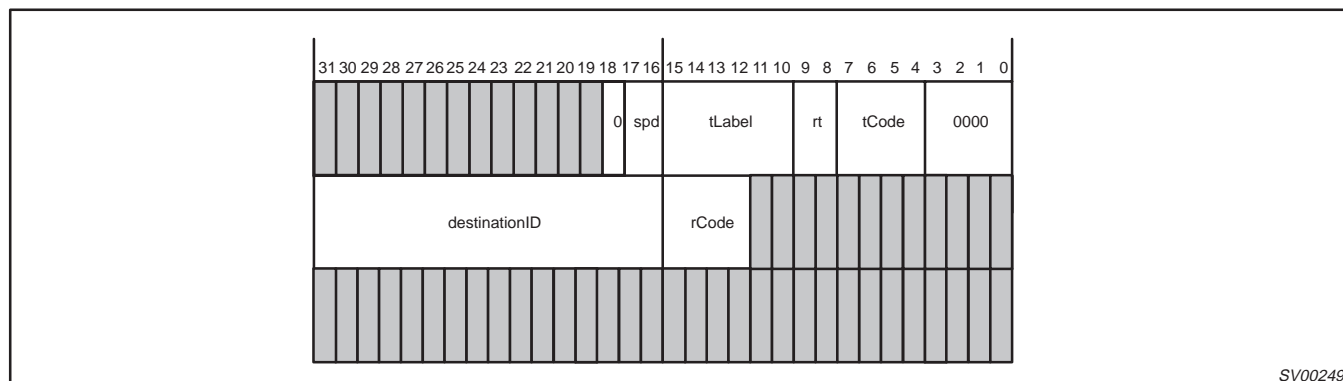 31 30 29 28 27 26 25 24 23 22 21 20 19 18 17 16 15 14 13 12 11 10 9 8 7 6 5 4 3 2 1 0
0 spd tLabel rt tCode 0000
destinationID rCode
SV00249